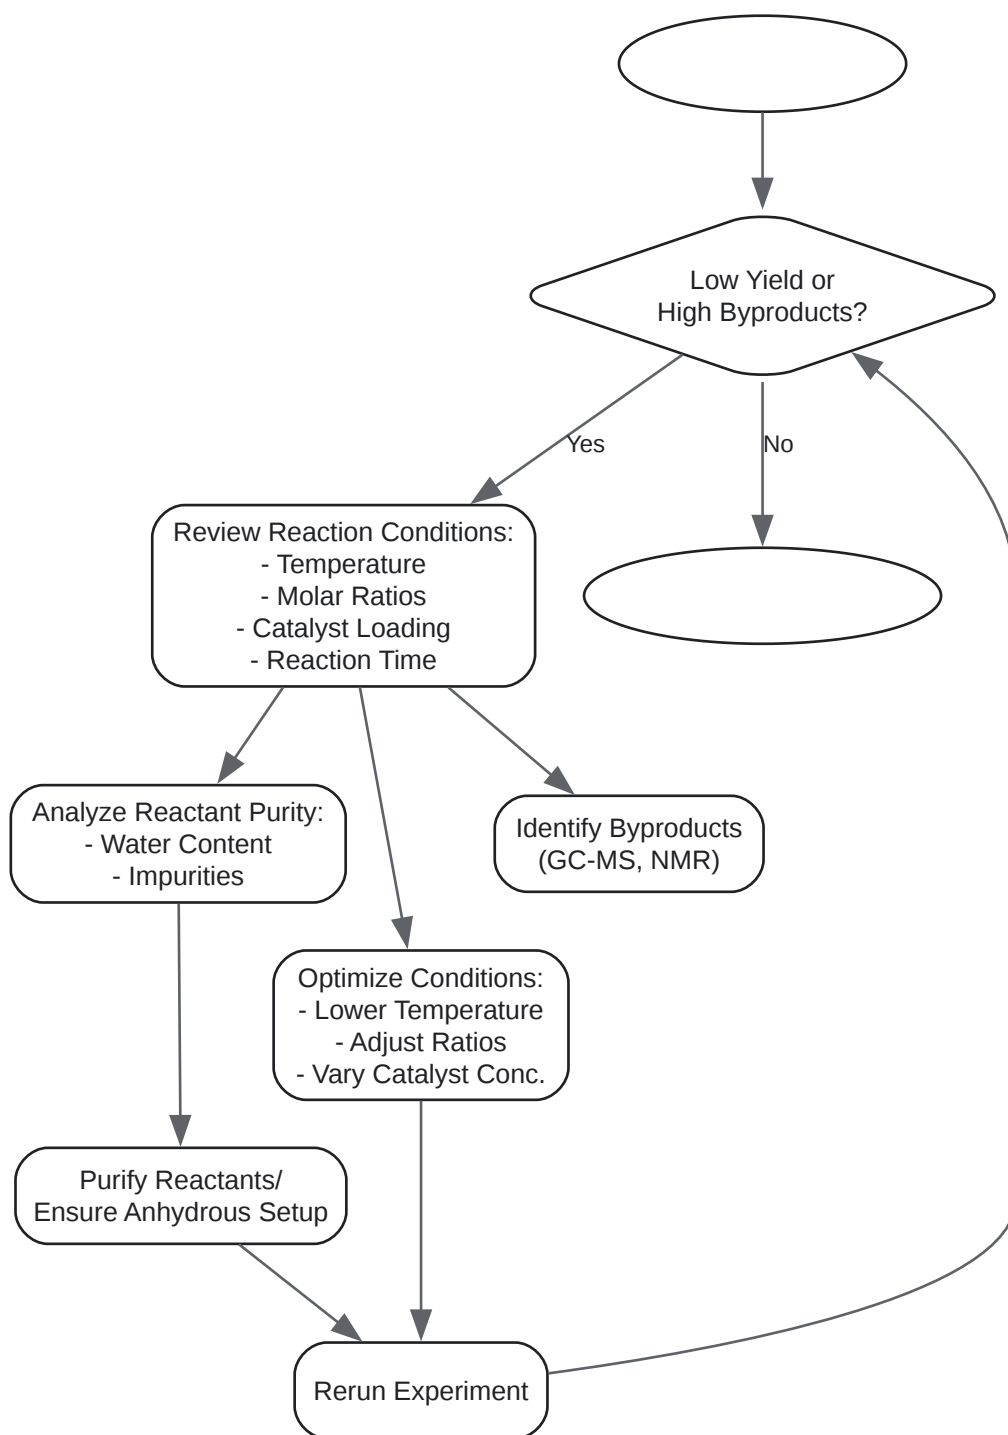 Low Yield or
High Byproducts?
Yes
No
Review Reaction Conditions:
- Temperature
- Molar Ratios
- Catalyst Loading
- Reaction Time
Analyze Reactant Purity:
- Water Content
- Impurities
Identify Byproducts
(GC-MS, NMR)
Optimize Conditions:
- Lower Temperature
- Adjust Ratios
- Vary Catalyst Conc.
Purify Reactants/
Ensure Anhydrous Setup
Rerun Experiment